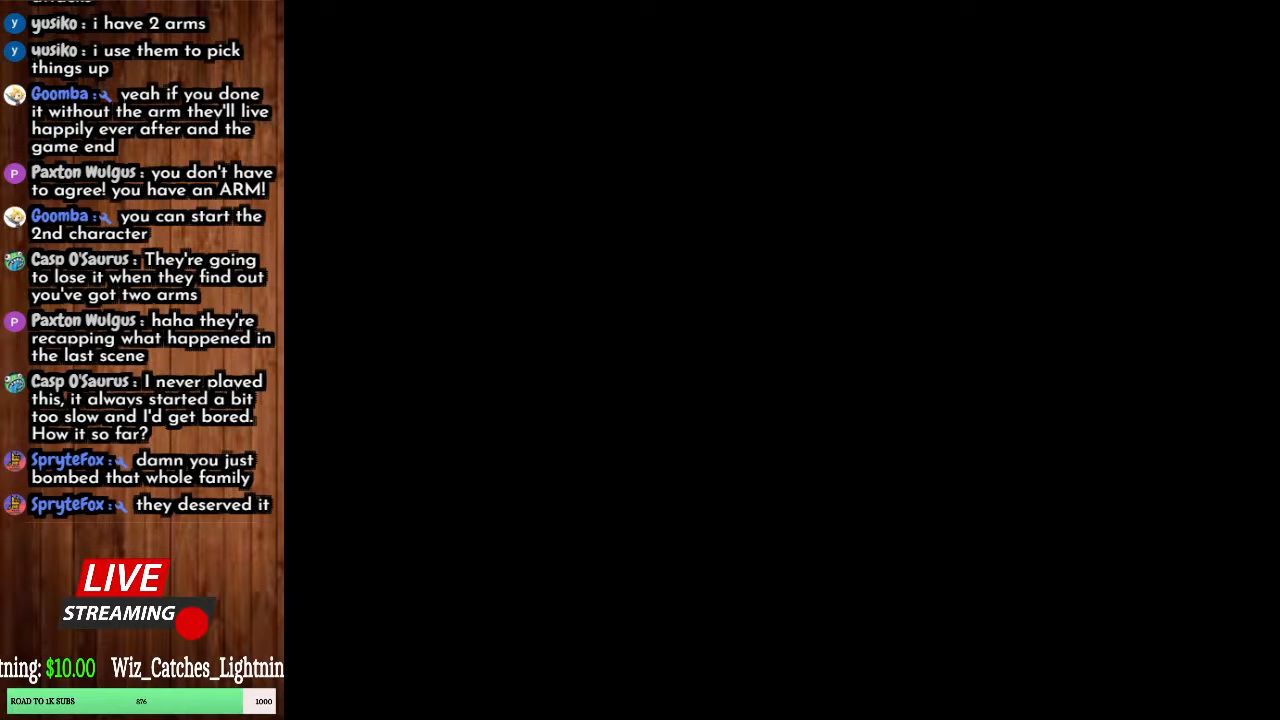 y yusiko : i have 2 arms
y yusiko : i use them to pick
things up
Goomba : yeah if you done
it without the arm they'll live
happily ever after and the
game end
P Paxton Wulgus : you don't have
to agree! you have an ARM!
Goomba : you can start the
2nd character
Casp O'Saurus : They're going
to lose it when they find out
you've got two arms
P Paxton Wulgus : haha they're
recapping what happened in
the last scene
Casp O'Saurus : I never played
this, it always started a bit
too slow and I'd get bored.
How it so far?
SpryteFox : damn you just
bombed that whole family
SpryteFox : they deserved it
LIVE
STREAMING
tning: $10.00 Wiz_Catches_Lightnin
ROAD TO 1K SUBS 876 1000